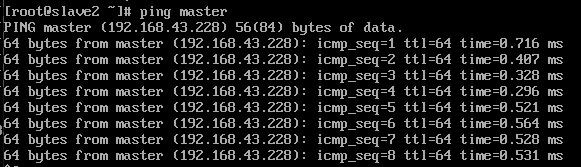 [root@slave2 ~]# ping master
PING master (192.168.43.228) 56(84) bytes of data.
64 bytes from master (192.168.43.228): icmp_seq=1 ttl=64 time=0.716 ms
64 bytes from master (192.168.43.228): icmp_seq=2 ttl=64 time=0.407 ms
64 bytes from master (192.168.43.228): icmp_seq=3 ttl=64 time=0.328 ms
64 bytes from master (192.168.43.228): icmp_seq=4 ttl=64 time=0.296 ms
64 bytes from master (192.168.43.228): icmp_seq=5 ttl=64 time=0.521 ms
64 bytes from master (192.168.43.228): icmp_seq=6 ttl=64 time=0.564 ms
64 bytes from master (192.168.43.228): icmp_seq=7 ttl=64 time=0.528 ms
64 bytes from master (192.168.43.228): icmp_seq=8 ttl=64 time=0.531 ms